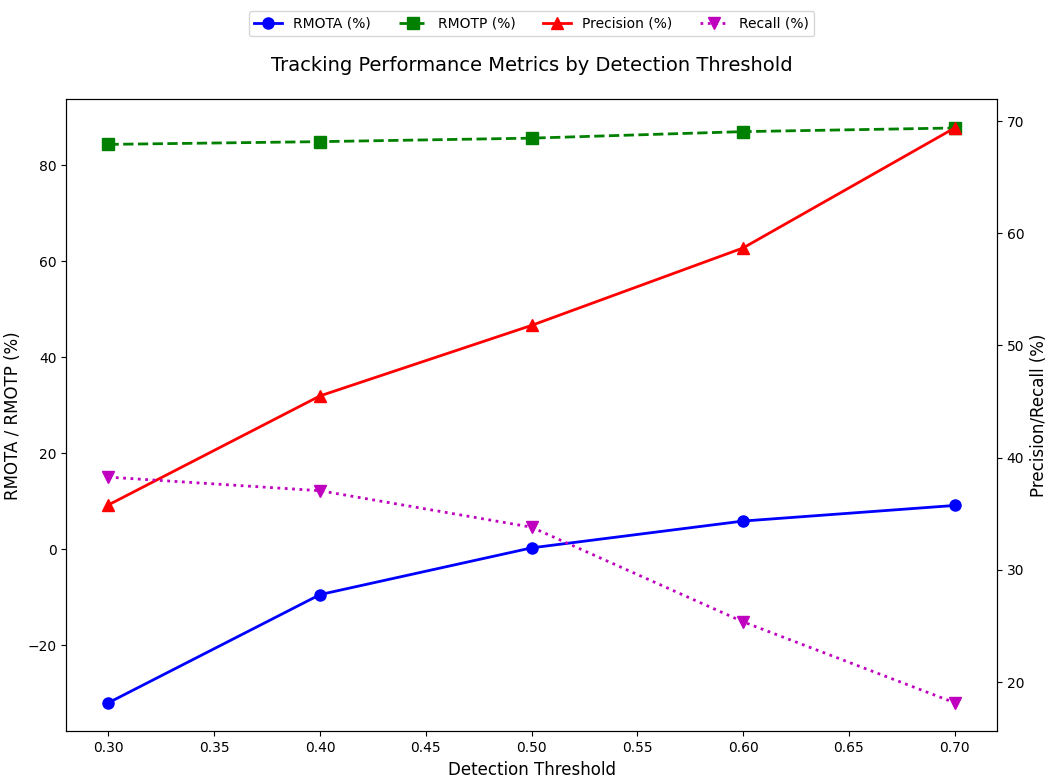 RMOTA (%) RMOTP (%) Precision (%) Recall (%)
Tracking Performance Metrics by Detection Threshold
RMOTA / RMOTP (%)
80
60
40
20
0
−20
70
60
50
40
30
20
Precision/Recall (%)
0.30 0.35 0.40 0.45 0.50 0.55 0.60 0.65 0.70
Detection Threshold